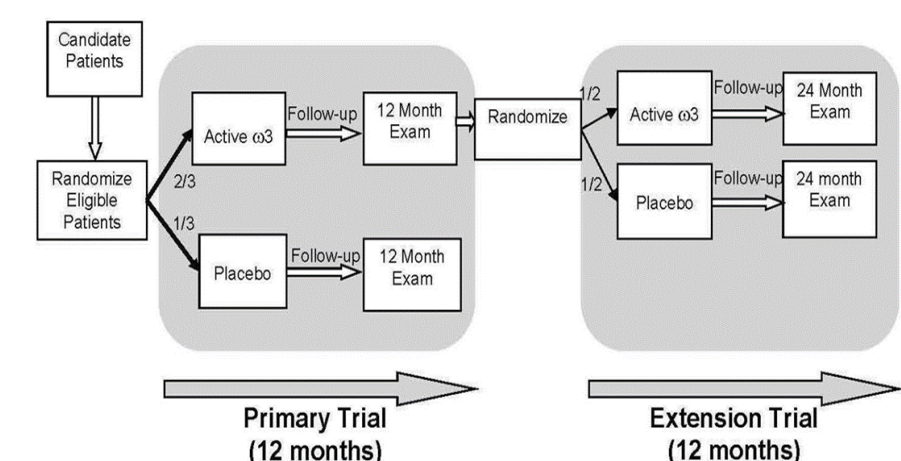 Candidate
Patients
Randomize
Eligible
Patients
2/3
1/3
Active ω3
Follow-up
12 Month
Exam
Placebo
Follow-up
12 Month
Exam
Randomize
1/2
1/2
Active ω3
Follow-up
24 Month
Exam
Placebo
Follow-up
24 month
Exam
Primary Trial
(12 months)
Extension Trial
(12 months)